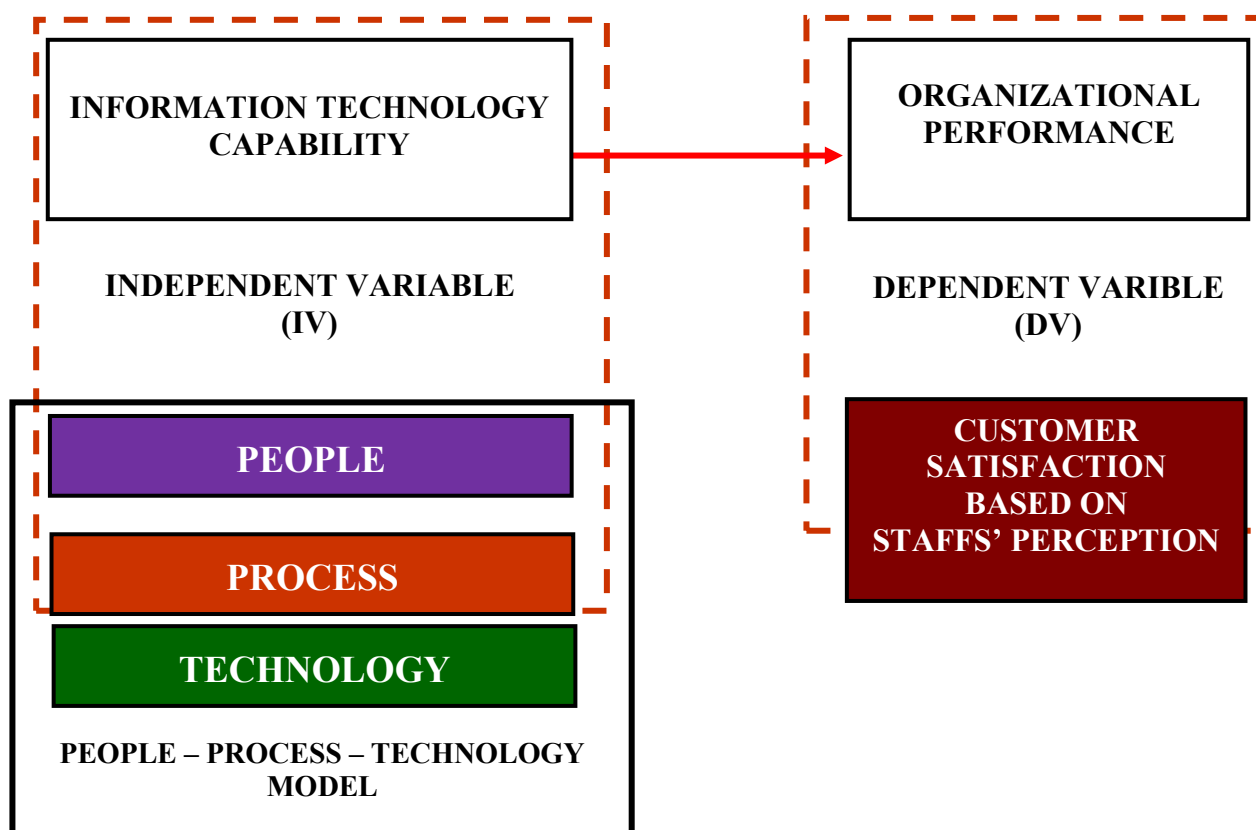 INFORMATION TECHNOLOGY
CAPABILITY
ORGANIZATIONAL
PERFORMANCE
INDEPENDENT VARIABLE
(IV)
DEPENDENT VARIBLE
(DV)
PEOPLE
PROCESS
TECHNOLOGY
PEOPLE – PROCESS – TECHNOLOGY
MODEL
CUSTOMER
SATISFACTION
BASED ON
STAFFS’ PERCEPTION